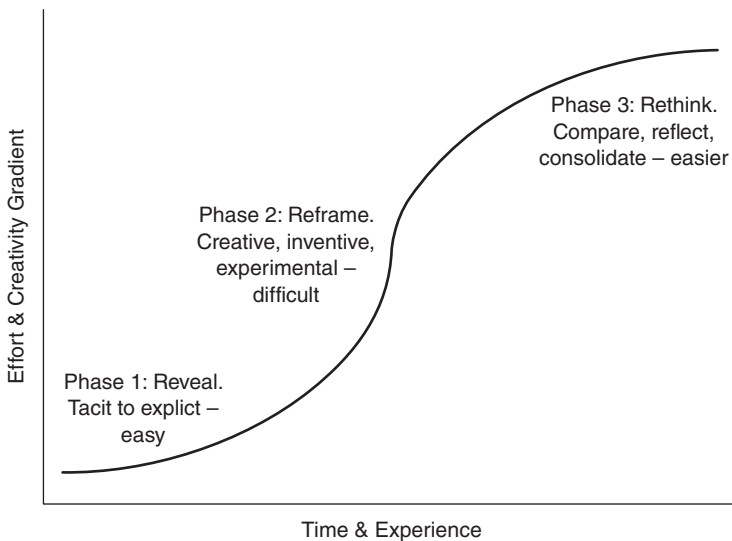 Effort & Creativity Gradient
Phase 3: Rethink.
Compare, reflect,
consolidate – easier
Phase 2: Reframe.
Creative, inventive,
experimental –
difficult
Phase 1: Reveal.
Tacit to explict –
easy
Time & Experience